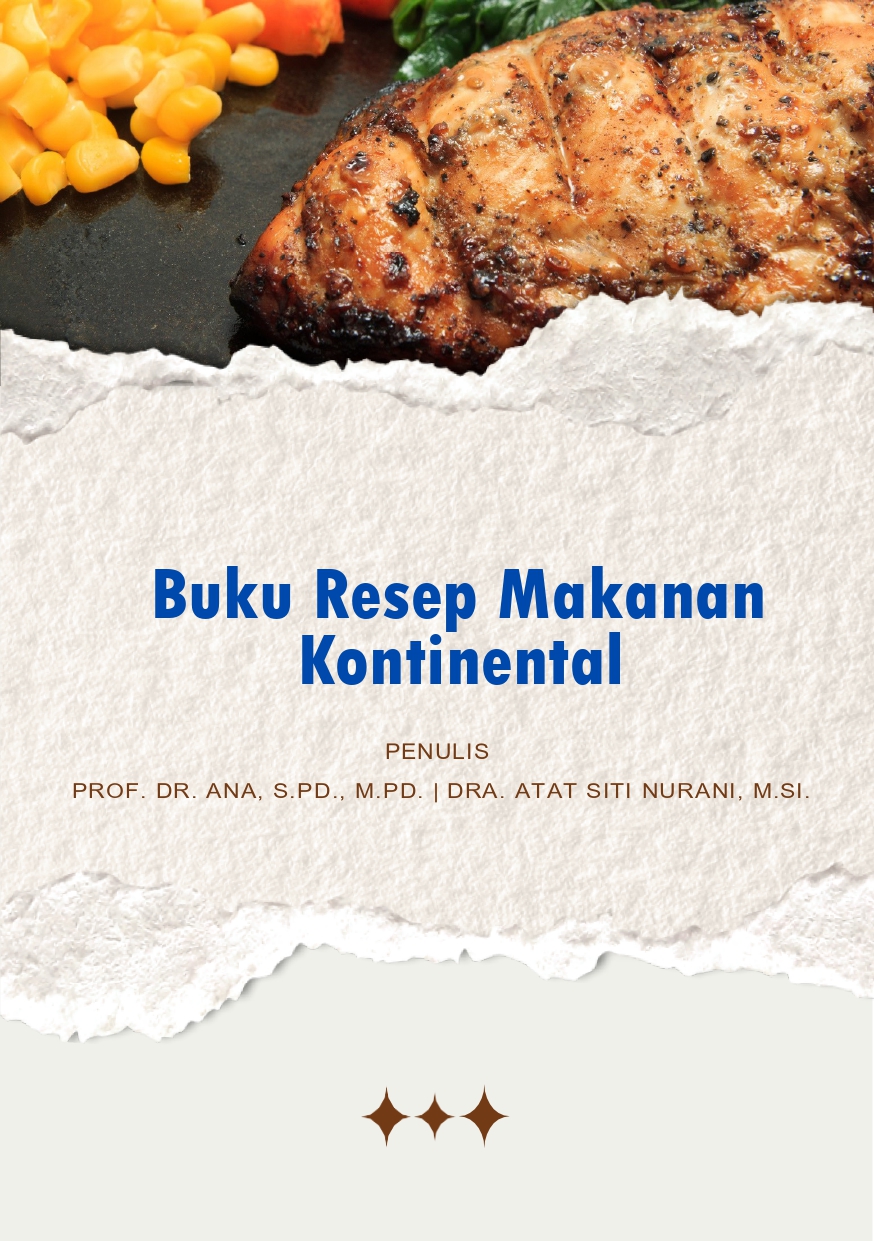 Buku Resep Makanan
Kontinental
PENULIS
PROF. DR. ANA, S.PD., M.PD. | DRA. ATAT SITI NURANI, M.SI.